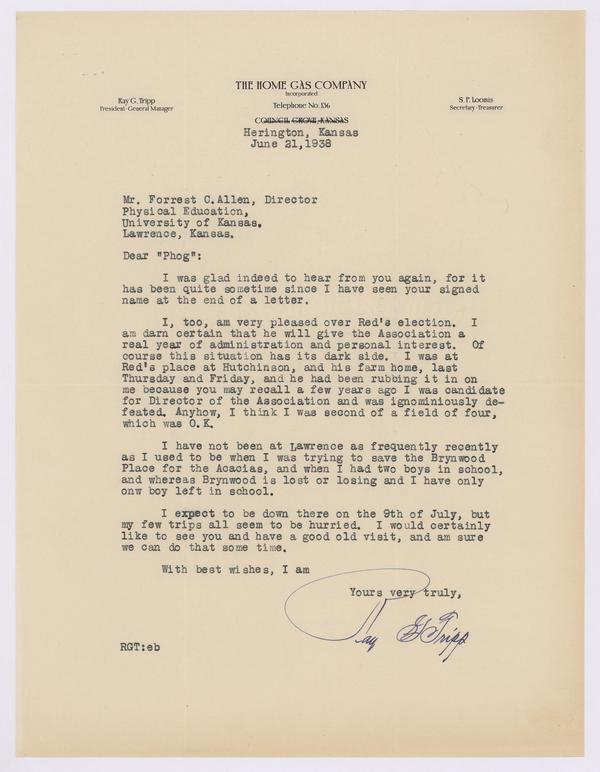 THE HOME GAS COMPANY
Incorporated
Ray G. Tripp
President-General Manager
Telephone No. 136
S. F. Loomis
Secretary-Treasurer
COUNCIL GROVE, KANSAS
Herington, Kansas
June 21,1938
Mr. Forrest C.Allen, Director
Physical Education,
University of Kansas,
Lawrence, Kansas.
Dear "Phog":
I was glad indeed to hear from you again, for it
has been quite sometime since I have seen your signed
name at the end of a letter.
I, too, am very pleased over Red's election. I
am darn certain that he will give the Association a
real year of administration and personal interest. Of
course this situation has its dark side. I was at
Red's place at Hutchinson, and his farm home, last
Thursday and Friday, and he had been rubbing it in on
me because you may recall a few years ago I was candidate
for Director of the Association and was ignominiously de-
feated. Anyhow, I think I was second of a field of four,
which was O.K.
I have not been at Lawrence as frequently recently
as I used to be when I was trying to save the Brynwood
Place for the Acacias, and when I had two boys in school,
and whereas Brynwood is lost or losing and I have only
onw boy left in school.
I expect to be down there on the 9th of July, but
my few trips all seem to be hurried. I would certainly
like to see you and have a good old visit, and am sure
we can do that some time.
With best wishes, I am
Yours very truly,
Ray G Tripp
RGT:eb